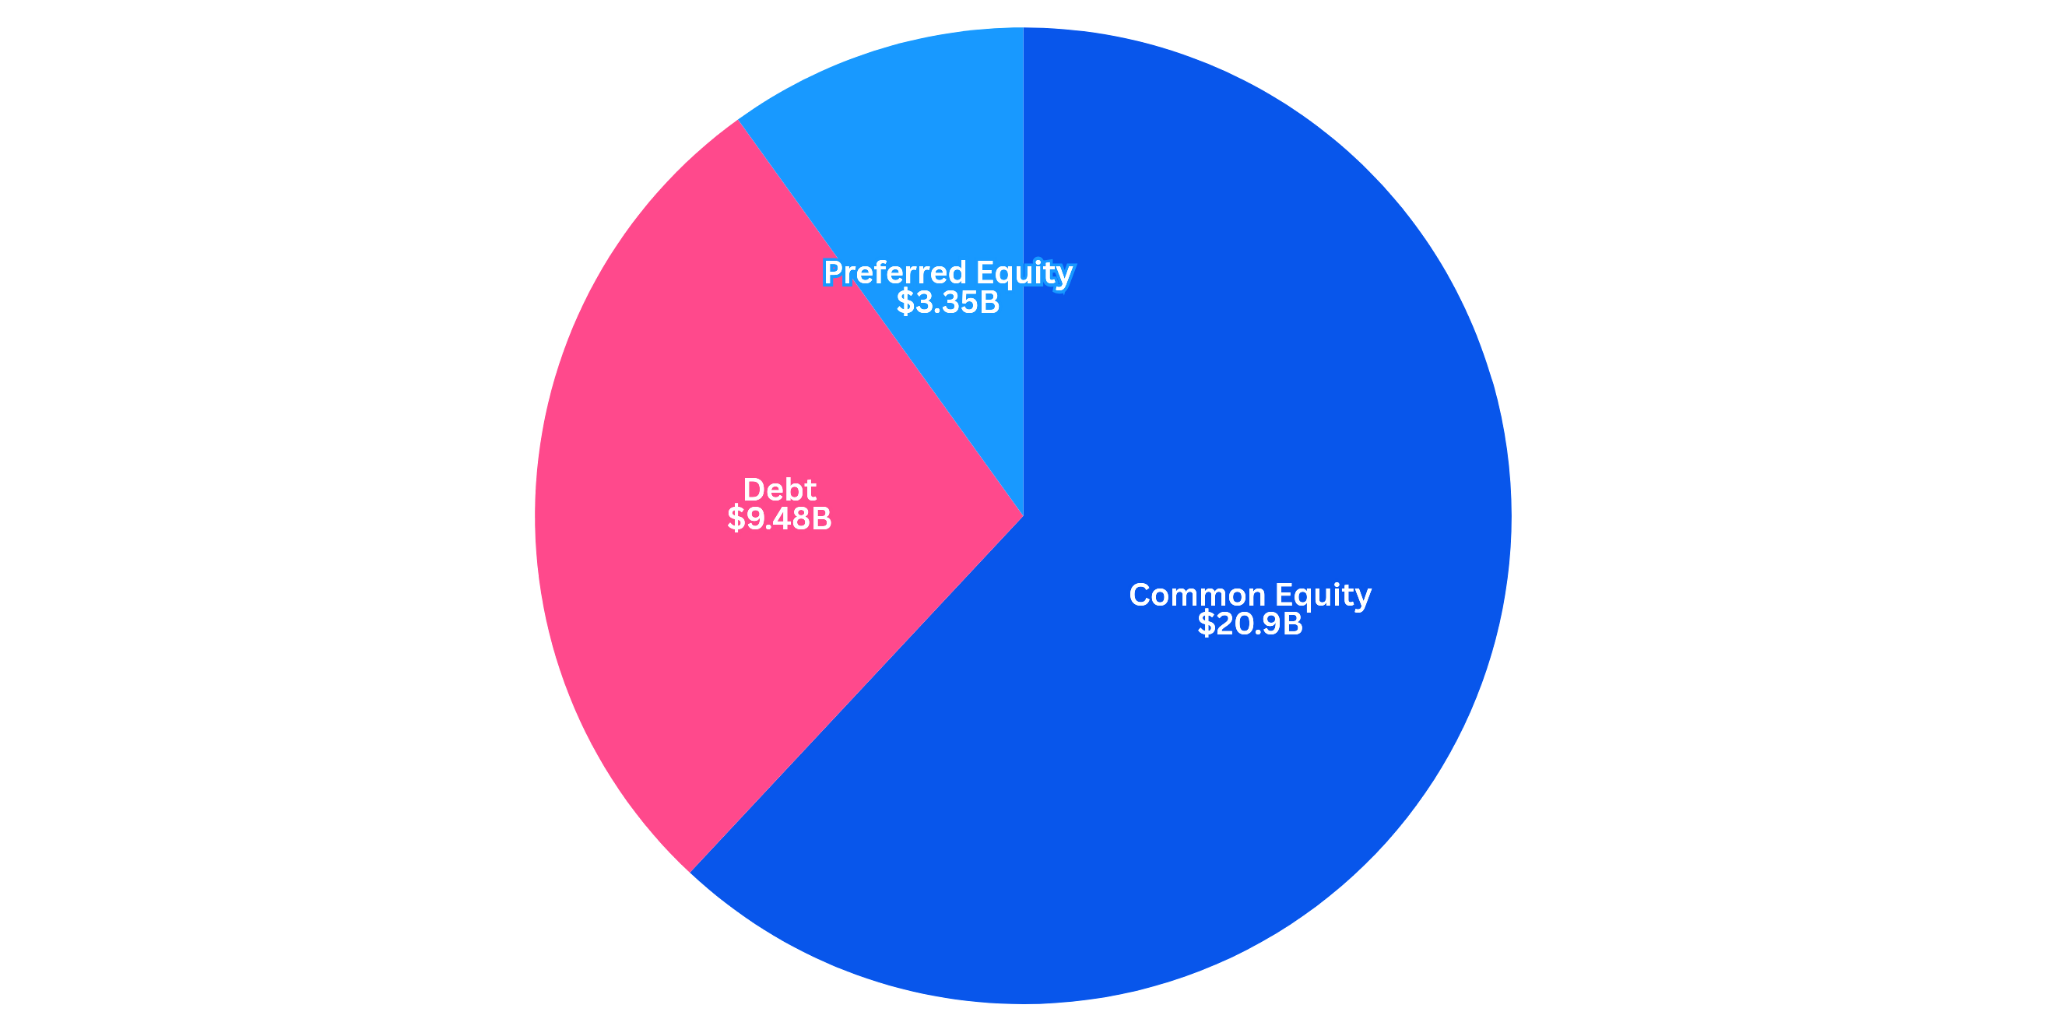 Preferred Equity
$3.35B
Debt
$9.48B
Common Equity
$20.9B